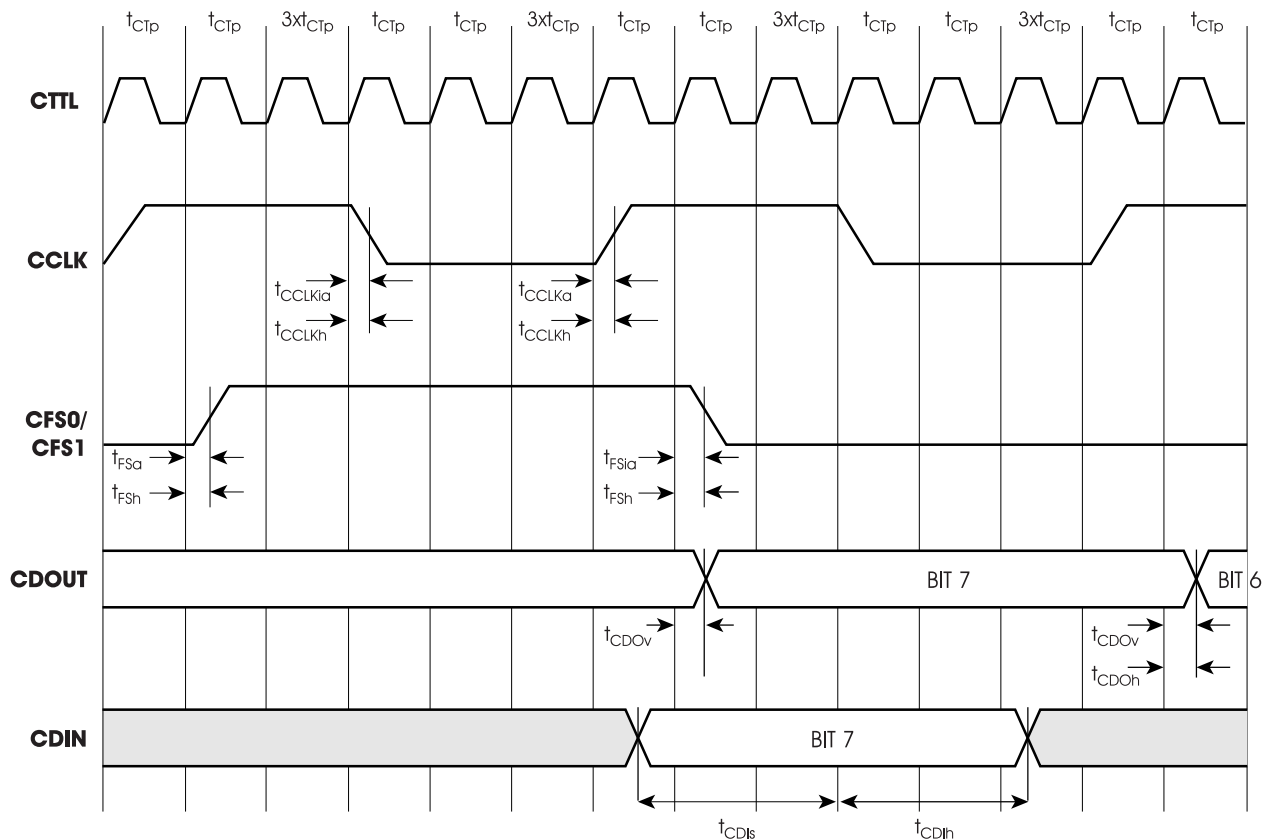 tCTp tCTp 3xtCTp tCTp tCTp 3xtCTp tCTp tCTp 3xtCTp tCTp tCTp 3xtCTp tCTp tCTp
CTTL
CCLK
tCCLKia tCCLKa
tCCLKh tCCLKh
CFS0/
CFS1
tFSa tFSia
tFSh tFSh
CDOUT BIT 7 BIT 6
tCDOv tCDOv
tCDOh
CDIN BIT 7
tCDIs tCDIh